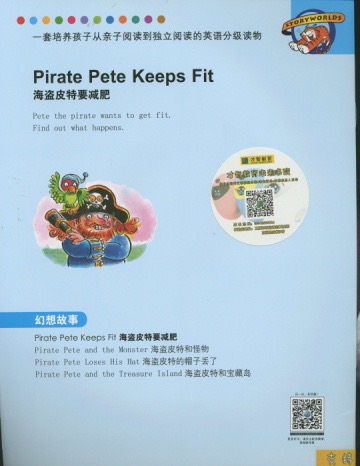 STORYWORLDS
一套培养孩子从亲子阅读到独立阅读的英语分级读物
Pirate Pete Keeps Fit
海盗皮特要减肥
Pete the pirate wants to get fit.
Find out what happens.
幻想故事
Pirate Pete Keeps Fit 海盗皮特要减肥
Pirate Pete and the Monster 海盗皮特和怪物
Pirate Pete Loses His Hat 海盗皮特的帽子丢了
Pirate Pete and the Treasure Island 海盗皮特和宝藏岛